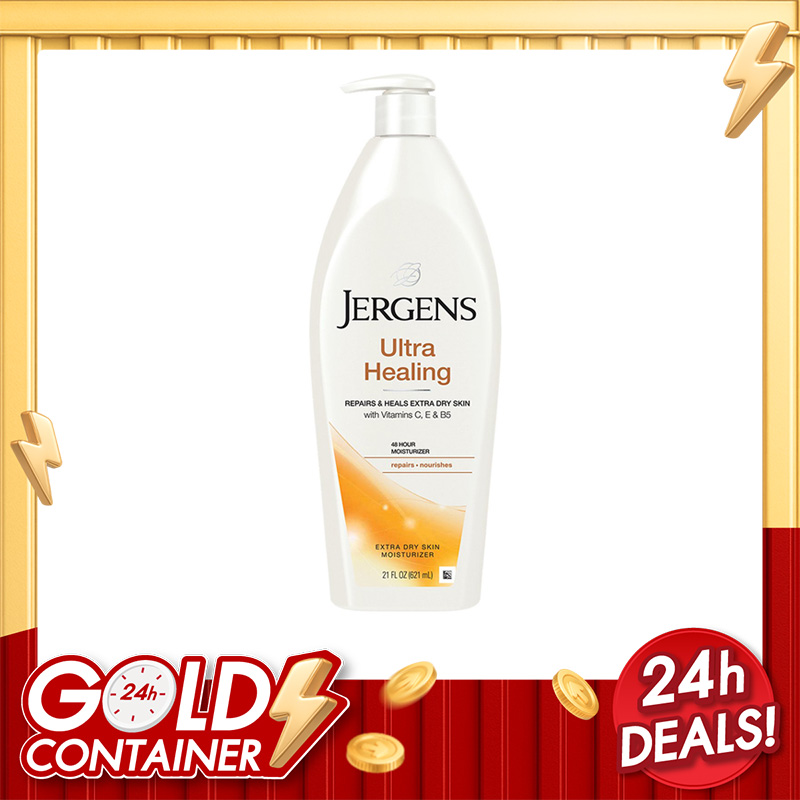 JERGENS
Ultra
Healing
REPAIRS & HEALS EXTRA DRY SKIN
with Vitamins C, E & B5
48 HOUR
MOISTURIZER
repairs • nourishes
EXTRA DRY SKIN
MOISTURIZER
21 FL OZ (621 mL)
GOLD
24h
CONTAINER
24h
DEALS!